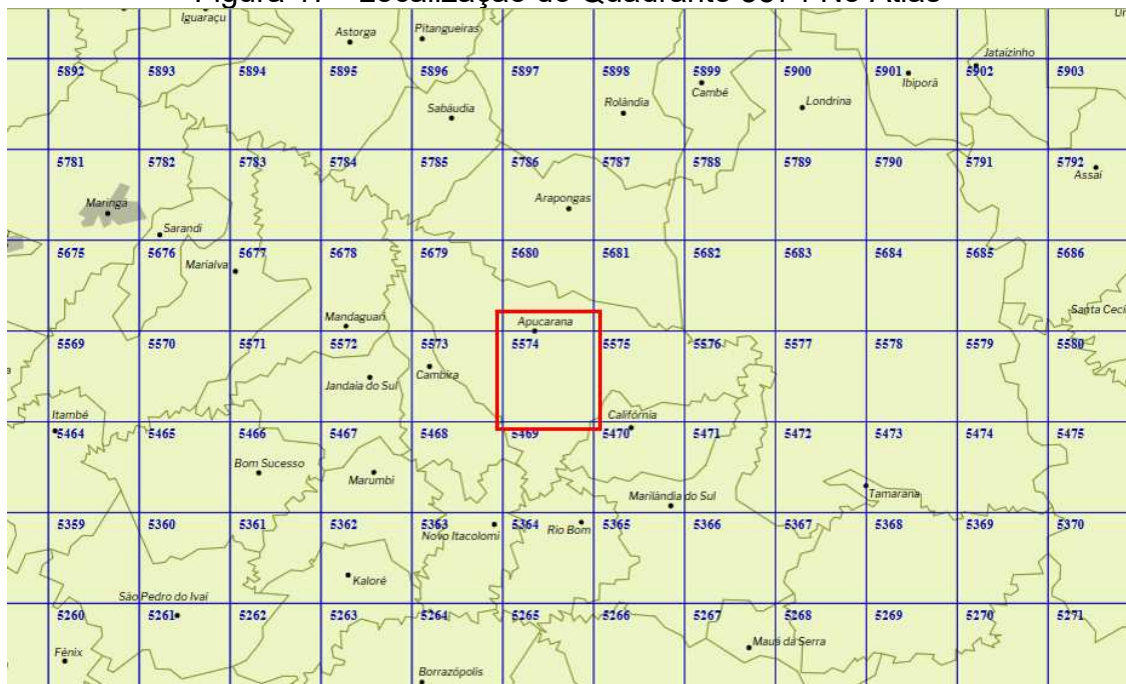 Figura 17 - Localização do Quadrante 5574 No Atlas
Iguaraçu
Astorga
Pitangueiras
Jataizinho
5892 5893 5894 5895 5896 5897 5898 5899 5900 5901 5902 5903
Cambé
Ibiporã
Sabáudia
Rolândia
Londrina
5781 5782 5783 5784 5785 5786 5787 5788 5789 5790 5791 5792
Assaí
Maringa
Arapongas
Sarandi
5675 5676 5677 5678 5679 5680 5681 5682 5683 5684 5685 5686
Marialva
Mandaguari
Apucarana
Santa Cecí
5569 5570 5571 5572 5573 5574 5575 5576 5577 5578 5579 5580
Jandaia do Sul
Cambira
Itambé
Califórnia
5464 5465 5466 5467 5468 5469 5470 5471 5472 5473 5474 5475
Bom Sucesso
Marumbi
Marilândia do Sul
Tamarana
5359 5360 5361 5362 5363 5364 5365 5366 5367 5368 5369 5370
Novo Itacolomi
Rio Bom
Kaloré
São Pedro do Ivaí
5260 5261 5262 5263 5264 5265 5266 5267 5268 5269 5270 5271
Fênix
Mauá da Serra
Borrazópolis